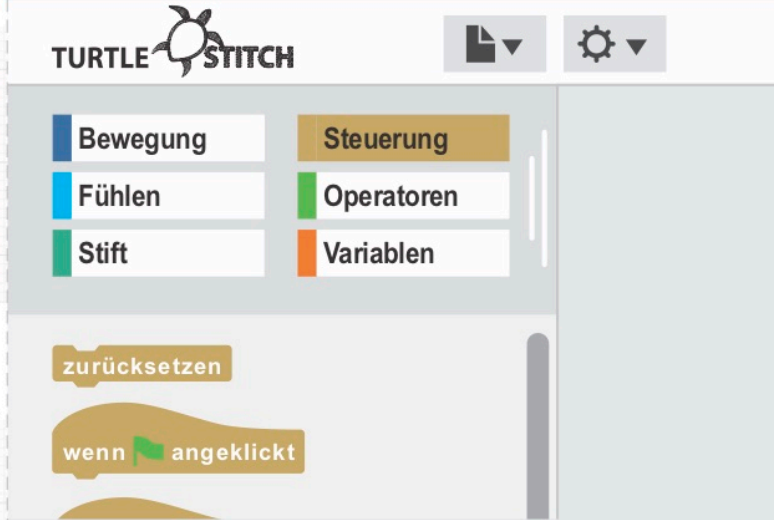 TURTLE STITCH
Bewegung
Steuerung
Fühlen
Operatoren
Stift
Variablen
zurücksetzen
wenn angeklickt